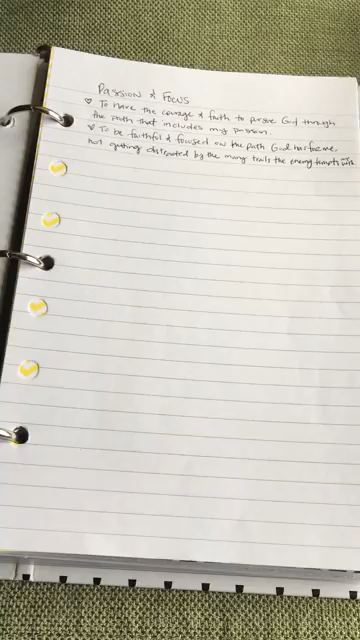 Passion & Focus
♡ To have the courage & faith to pursue God through
the path that includes my passion.
♡ To be faithful & focused on the path God has for me,
not getting distracted by the many trails the enemy tempts me with